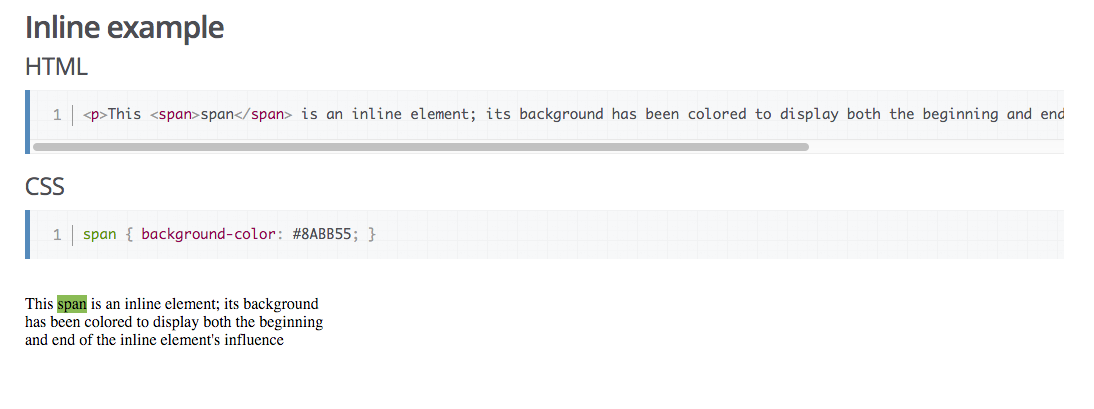 Inline example
HTML
1 <p>This <span>span</span> is an inline element; its background has been colored to display both the beginning and end
CSS
1 span { background-color: #8ABB55; }
This span is an inline element; its background
has been colored to display both the beginning
and end of the inline element's influence